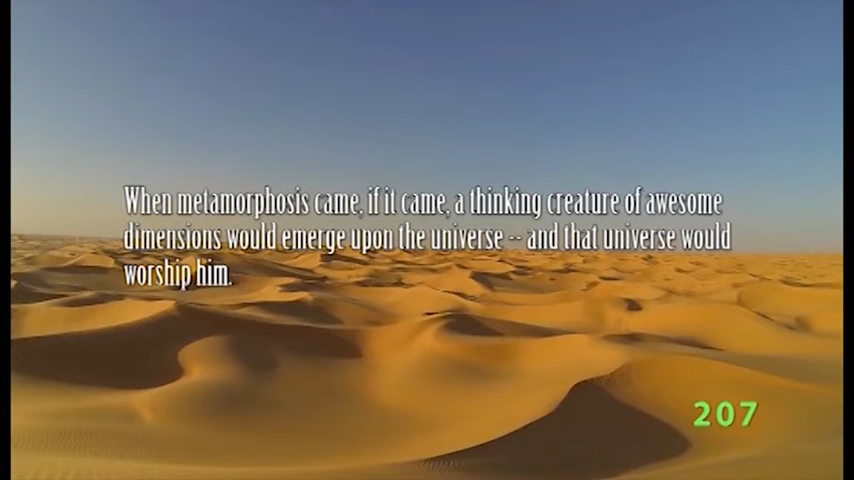 When metamorphosis came, if it came, a thinking creature of awesome
dimensions would emerge upon the universe -- and that universe would
worship him.
207